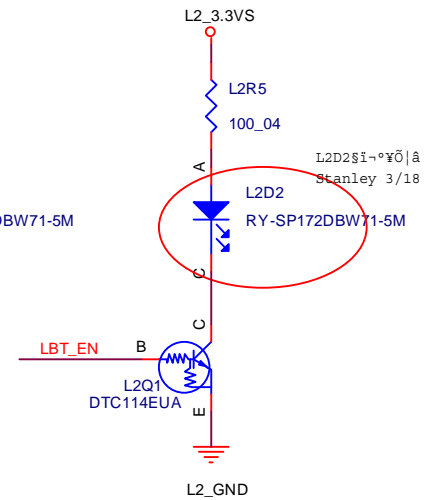 L2_3.3VS
L2R5
100_04
A
L2D2§ï¬º¥Õ|â
Stanley 3/18
L2D2
DBW71-5M
RY-SP172DBW71-5M
C
C
LBT_EN
B
L2Q1
DTC114EUA
E
L2_GND